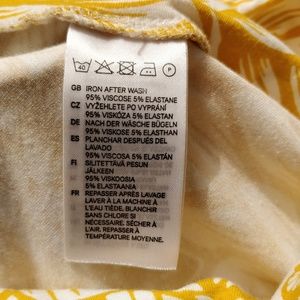 40 P
GB IRON AFTER WASH
95% VISCOSE 5% ELASTANE
CZ VYŽEHLETE PO VYPRÁNÍ
95% VISKÓZA 5% ELASTAN
DE NACH DER WÄSCHE BÜGELN
95% VISKOSE 5% ELASTHAN
ES PLANCHAR DESPUÉS DEL
LAVADO
95% VISCOSA 5% ELASTÁN
FI SILITETTÄVÄ PESUN
JÄLKEEN
95% VISKOOSIA
5% ELASTAANIA
FR REPASSER APRÈS LAVAGE
LAVER À LA MACHINE À
L'EAU TIÈDE. BLANCHIR
SANS CHLORE SI
NÉCESSAIRE. SÉCHER À
L'AIR. REPASSER À
TEMPÉRATURE MOYENNE.